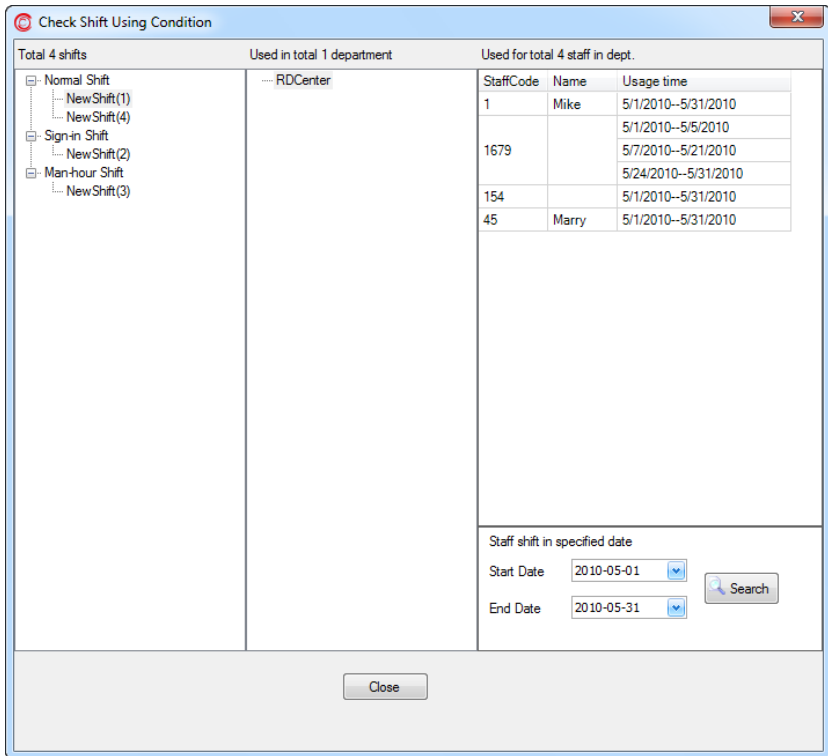 Check Shift Using Condition
Total 4 shifts
Used in total 1 department
Used for total 4 staff in dept.
Normal Shift
NewShift(1)
NewShift(4)
Sign-in Shift
NewShift(2)
Man-hour Shift
NewShift(3)
RDCenter
StaffCode Name Usage time
1 Mike 5/1/2010--5/31/2010
5/1/2010--5/5/2010
1679 5/7/2010--5/21/2010
5/24/2010--5/31/2010
154 5/1/2010--5/31/2010
45 Marry 5/1/2010--5/31/2010
Staff shift in specified date
Start Date 2010-05-01
Search
End Date 2010-05-31
Close